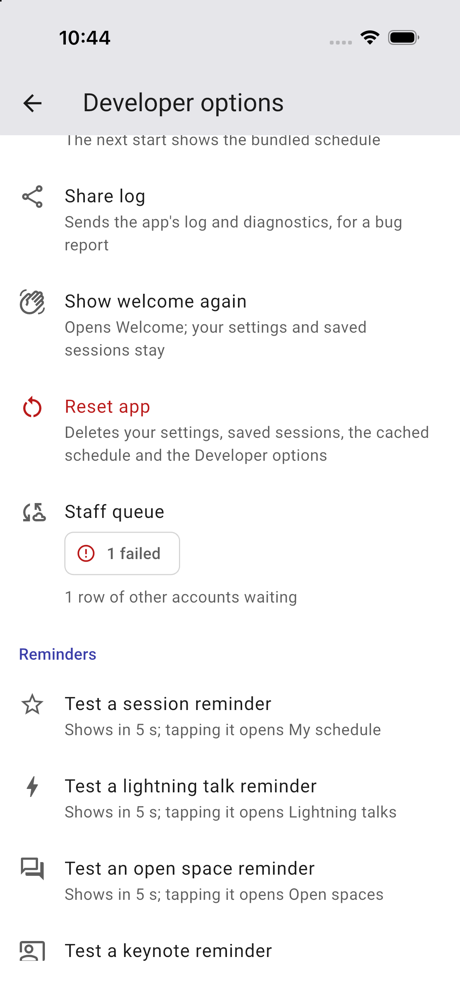 10:44
Developer options
The next start shows the bundled schedule
Share log
Sends the app's log and diagnostics, for a bug
report
Show welcome again
Opens Welcome; your settings and saved
sessions stay
Reset app
Deletes your settings, saved sessions, the cached
schedule and the Developer options
Staff queue
1 failed
1 row of other accounts waiting
Reminders
Test a session reminder
Shows in 5 s; tapping it opens My schedule
Test a lightning talk reminder
Shows in 5 s; tapping it opens Lightning talks
Test an open space reminder
Shows in 5 s; tapping it opens Open spaces
Test a keynote reminder